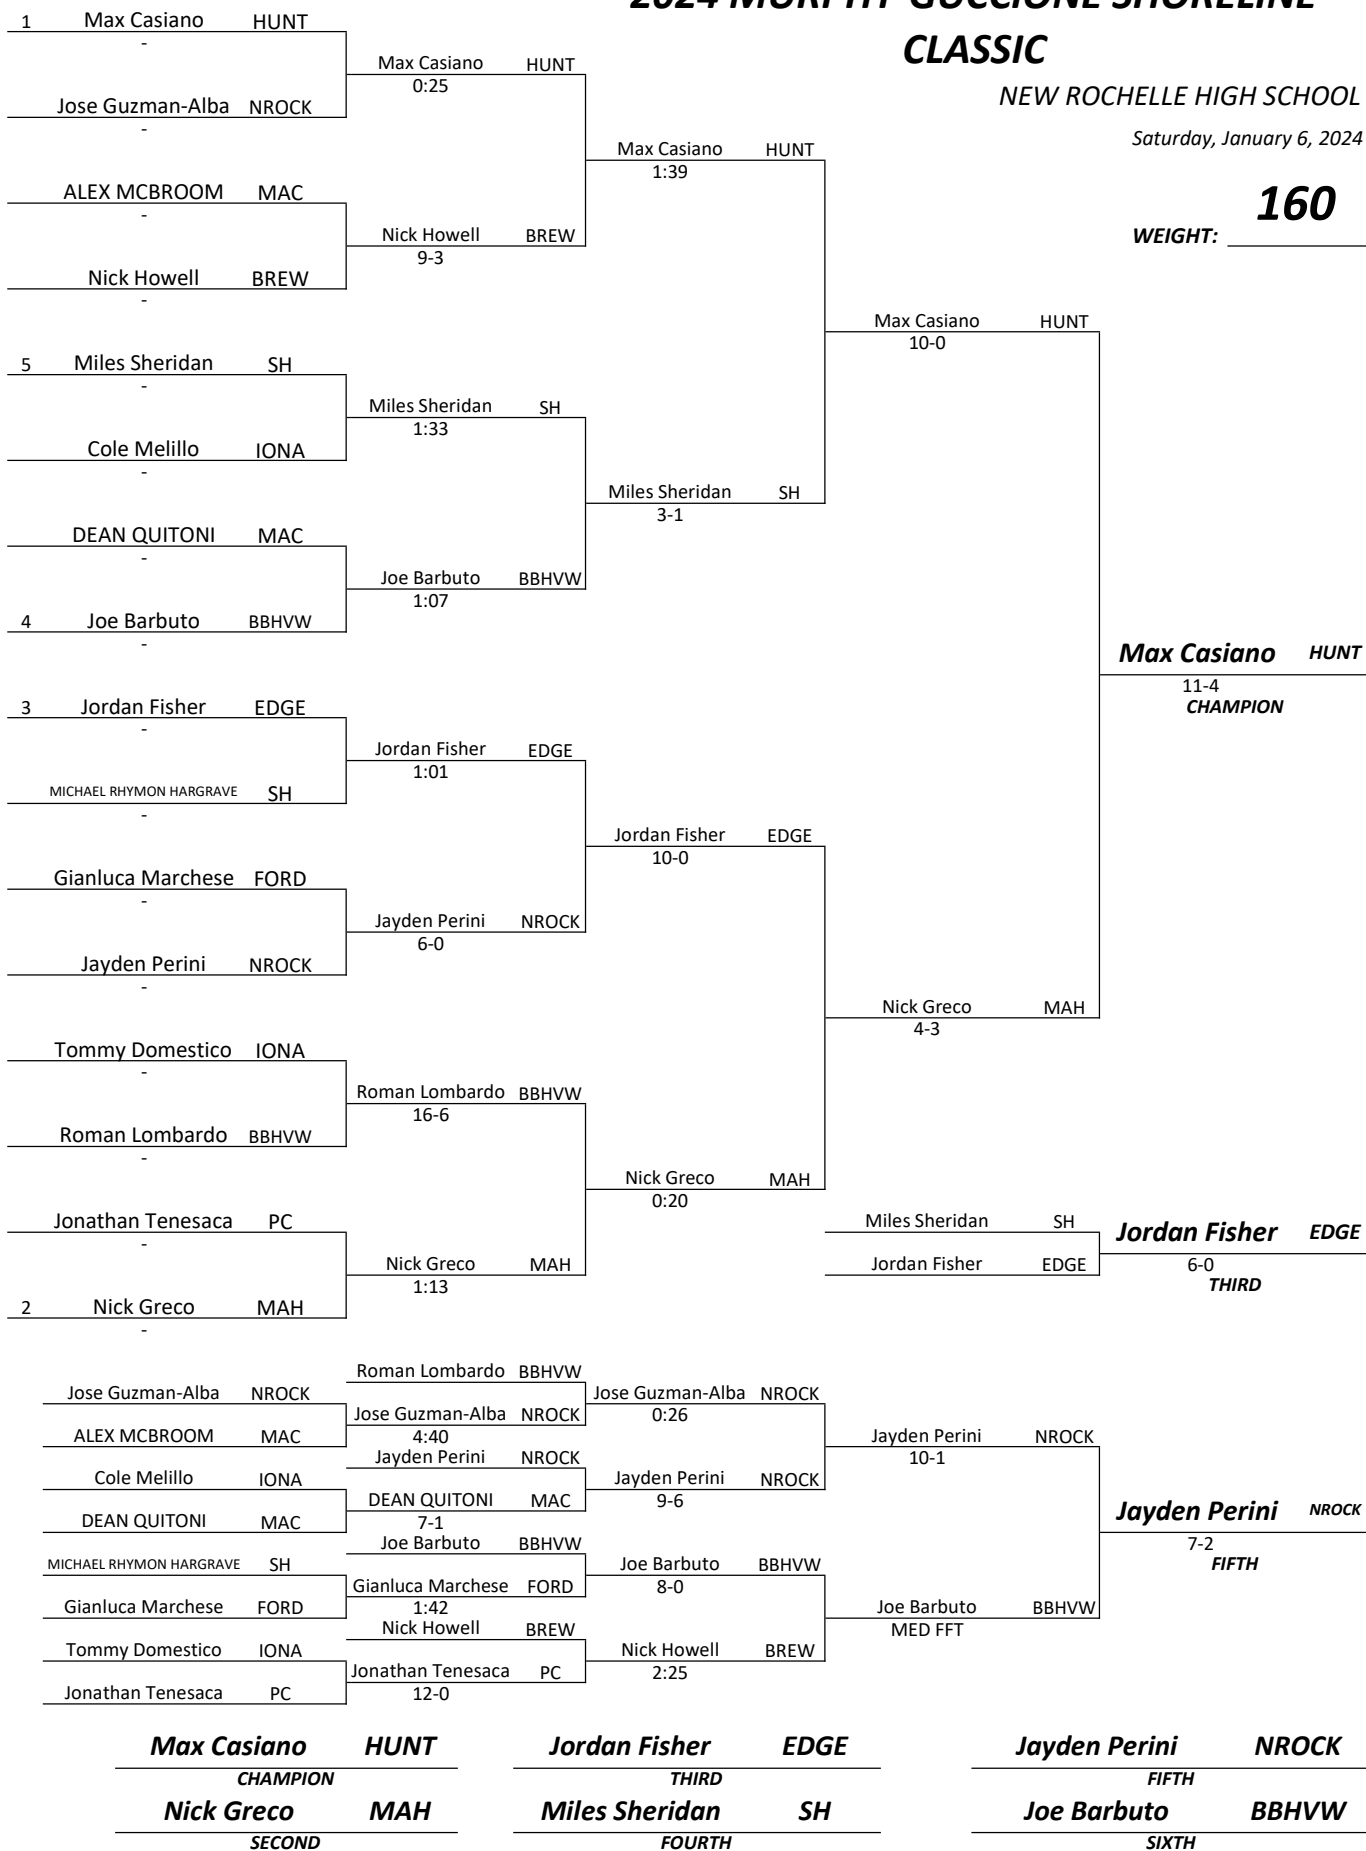 2024 MURPHY-GUCCIONE SHORELINE
CLASSIC
NEW ROCHELLE HIGH SCHOOL
Saturday, January 6, 2024
160
WEIGHT:
1 Max Casiano HUNT
-
Jose Guzman-Alba NROCK
-
ALEX MCBROOM MAC
-
Nick Howell BREW
-
5 Miles Sheridan SH
-
Cole Melillo IONA
-
DEAN QUITONI MAC
-
4 Joe Barbuto BBHVW
-
3 Jordan Fisher EDGE
-
MICHAEL RHYMON HARGRAVE SH
-
Gianluca Marchese FORD
-
Jayden Perini NROCK
-
Tommy Domestico IONA
-
Roman Lombardo BBHVW
-
Jonathan Tenesaca PC
-
2 Nick Greco MAH
-
Max Casiano HUNT
0:25
Nick Howell BREW
9-3
Miles Sheridan SH
1:33
Joe Barbuto BBHVW
1:07
Jordan Fisher EDGE
1:01
Jayden Perini NROCK
6-0
Roman Lombardo BBHVW
16-6
Nick Greco MAH
1:13
Max Casiano HUNT
1:39
Miles Sheridan SH
3-1
Jordan Fisher EDGE
10-0
Nick Greco MAH
0:20
Max Casiano HUNT
10-0
Nick Greco MAH
4-3
Max Casiano HUNT
11-4
CHAMPION
Miles Sheridan SH
Jordan Fisher EDGE
Jordan Fisher EDGE
6-0
THIRD
Jose Guzman-Alba NROCK
ALEX MCBROOM MAC
Cole Melillo IONA
DEAN QUITONI MAC
MICHAEL RHYMON HARGRAVE SH
Gianluca Marchese FORD
Tommy Domestico IONA
Jonathan Tenesaca PC
Roman Lombardo BBHVW
Jose Guzman-Alba NROCK
4:40
Jayden Perini NROCK
DEAN QUITONI MAC
7-1
Joe Barbuto BBHVW
Gianluca Marchese FORD
1:42
Nick Howell BREW
Jonathan Tenesaca PC
12-0
Jose Guzman-Alba NROCK
0:26
Jayden Perini NROCK
9-6
Joe Barbuto BBHVW
8-0
Nick Howell BREW
2:25
Jayden Perini NROCK
10-1
Joe Barbuto BBHVW
MED FFT
Jayden Perini NROCK
7-2
FIFTH
Max Casiano HUNT
CHAMPION
Jordan Fisher EDGE
THIRD
Jayden Perini NROCK
FIFTH
Nick Greco MAH
SECOND
Miles Sheridan SH
FOURTH
Joe Barbuto BBHVW
SIXTH